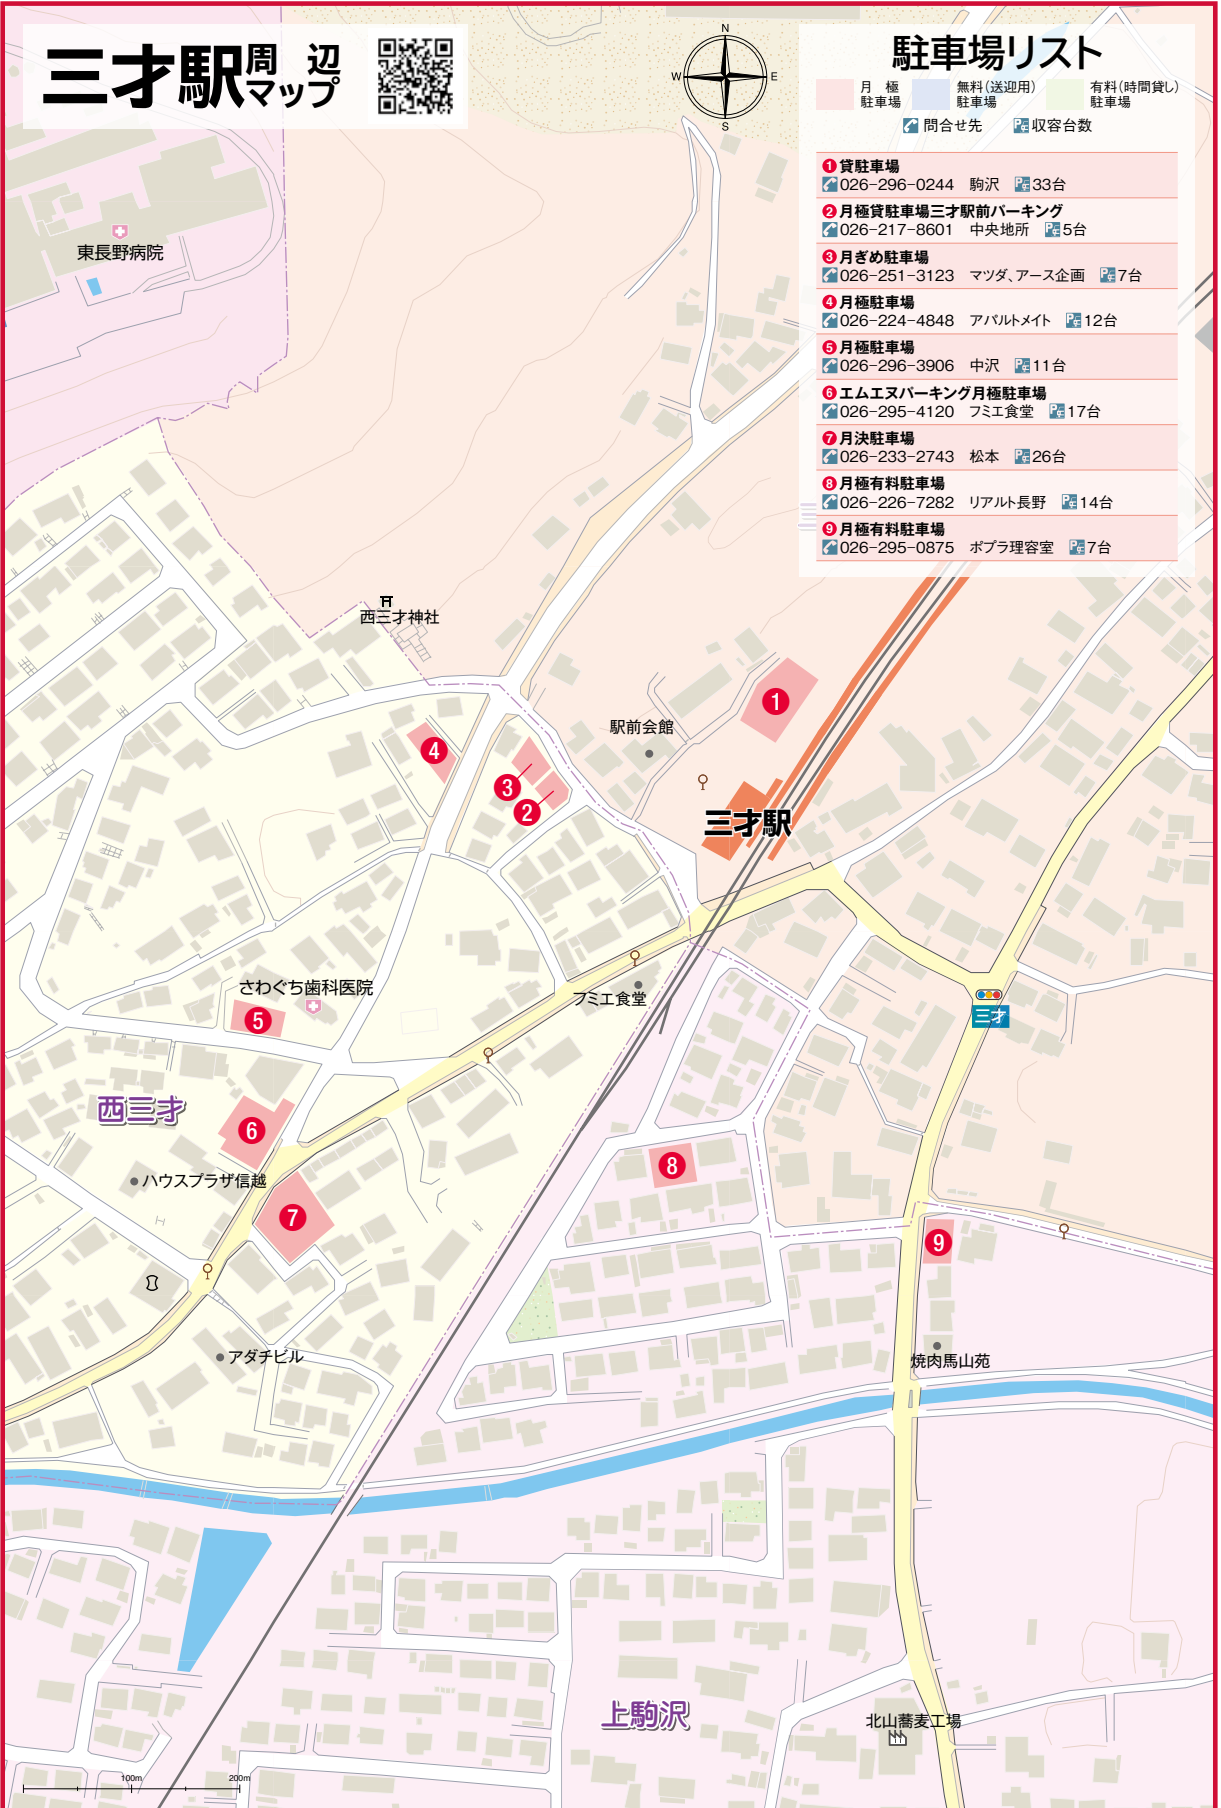 三才駅周辺マップ
N
W
E
S
駐車場リスト
月極駐車場
無料(送迎用)駐車場
有料(時間貸し)駐車場
問合せ先
収容台数
1 貸駐車場
026-296-0244 駒沢 33台
2 月極貸駐車場三才駅前パーキング
026-217-8601 中央地所 5台
3 月ぎめ駐車場
026-251-3123 マツダ、アース企画 7台
4 月極駐車場
026-224-4848 アパルトメイト 12台
5 月極駐車場
026-296-3906 中沢 11台
6 エムエヌパーキング月極駐車場
026-295-4120 フミエ食堂 17台
7 月決駐車場
026-233-2743 松本 26台
8 月極有料駐車場
026-226-7282 リアルト長野 14台
9 月極有料駐車場
026-295-0875 ポプラ理容室 7台
東長野病院
西三才神社
1
駅前会館
4
3
2
三才駅
さわぐち歯科医院
フミエ食堂
5
三才
西三才
6
8
ハウスプラザ信越
7
9
アダチビル
焼肉馬山苑
上駒沢
北山蕎麦工場
100m
200m